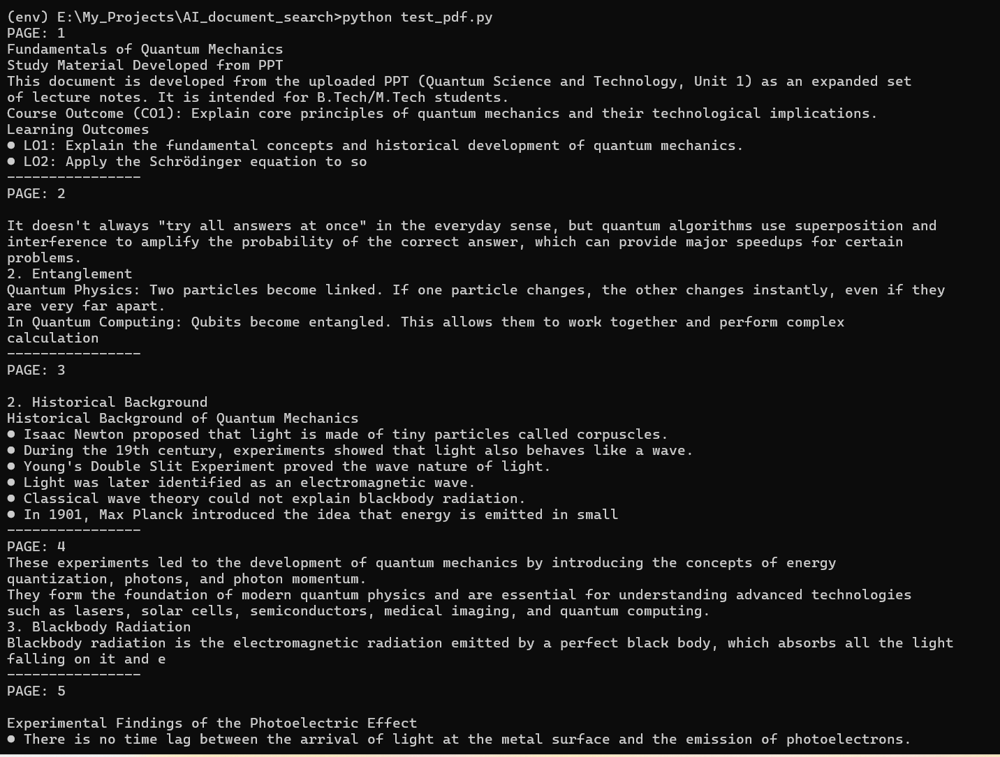 (env) E:\My_Projects\AI_document_search>python test_pdf.py
PAGE: 1
Fundamentals of Quantum Mechanics
Study Material Developed from PPT
This document is developed from the uploaded PPT (Quantum Science and Technology, Unit 1) as an expanded set
of lecture notes. It is intended for B.Tech/M.Tech students.
Course Outcome (CO1): Explain core principles of quantum mechanics and their technological implications.
Learning Outcomes
● LO1: Explain the fundamental concepts and historical development of quantum mechanics.
● LO2: Apply the Schrödinger equation to so
----------------
PAGE: 2

It doesn't always "try all answers at once" in the everyday sense, but quantum algorithms use superposition and
interference to amplify the probability of the correct answer, which can provide major speedups for certain
problems.
2. Entanglement
Quantum Physics: Two particles become linked. If one particle changes, the other changes instantly, even if they
are very far apart.
In Quantum Computing: Qubits become entangled. This allows them to work together and perform complex
calculation
----------------
PAGE: 3

2. Historical Background
Historical Background of Quantum Mechanics
● Isaac Newton proposed that light is made of tiny particles called corpuscles.
● During the 19th century, experiments showed that light also behaves like a wave.
● Young's Double Slit Experiment proved the wave nature of light.
● Light was later identified as an electromagnetic wave.
● Classical wave theory could not explain blackbody radiation.
● In 1901, Max Planck introduced the idea that energy is emitted in small
----------------
PAGE: 4
These experiments led to the development of quantum mechanics by introducing the concepts of energy
quantization, photons, and photon momentum.
They form the foundation of modern quantum physics and are essential for understanding advanced technologies
such as lasers, solar cells, semiconductors, medical imaging, and quantum computing.
3. Blackbody Radiation
Blackbody radiation is the electromagnetic radiation emitted by a perfect black body, which absorbs all the light
falling on it and e
----------------
PAGE: 5

Experimental Findings of the Photoelectric Effect
● There is no time lag between the arrival of light at the metal surface and the emission of photoelectrons.